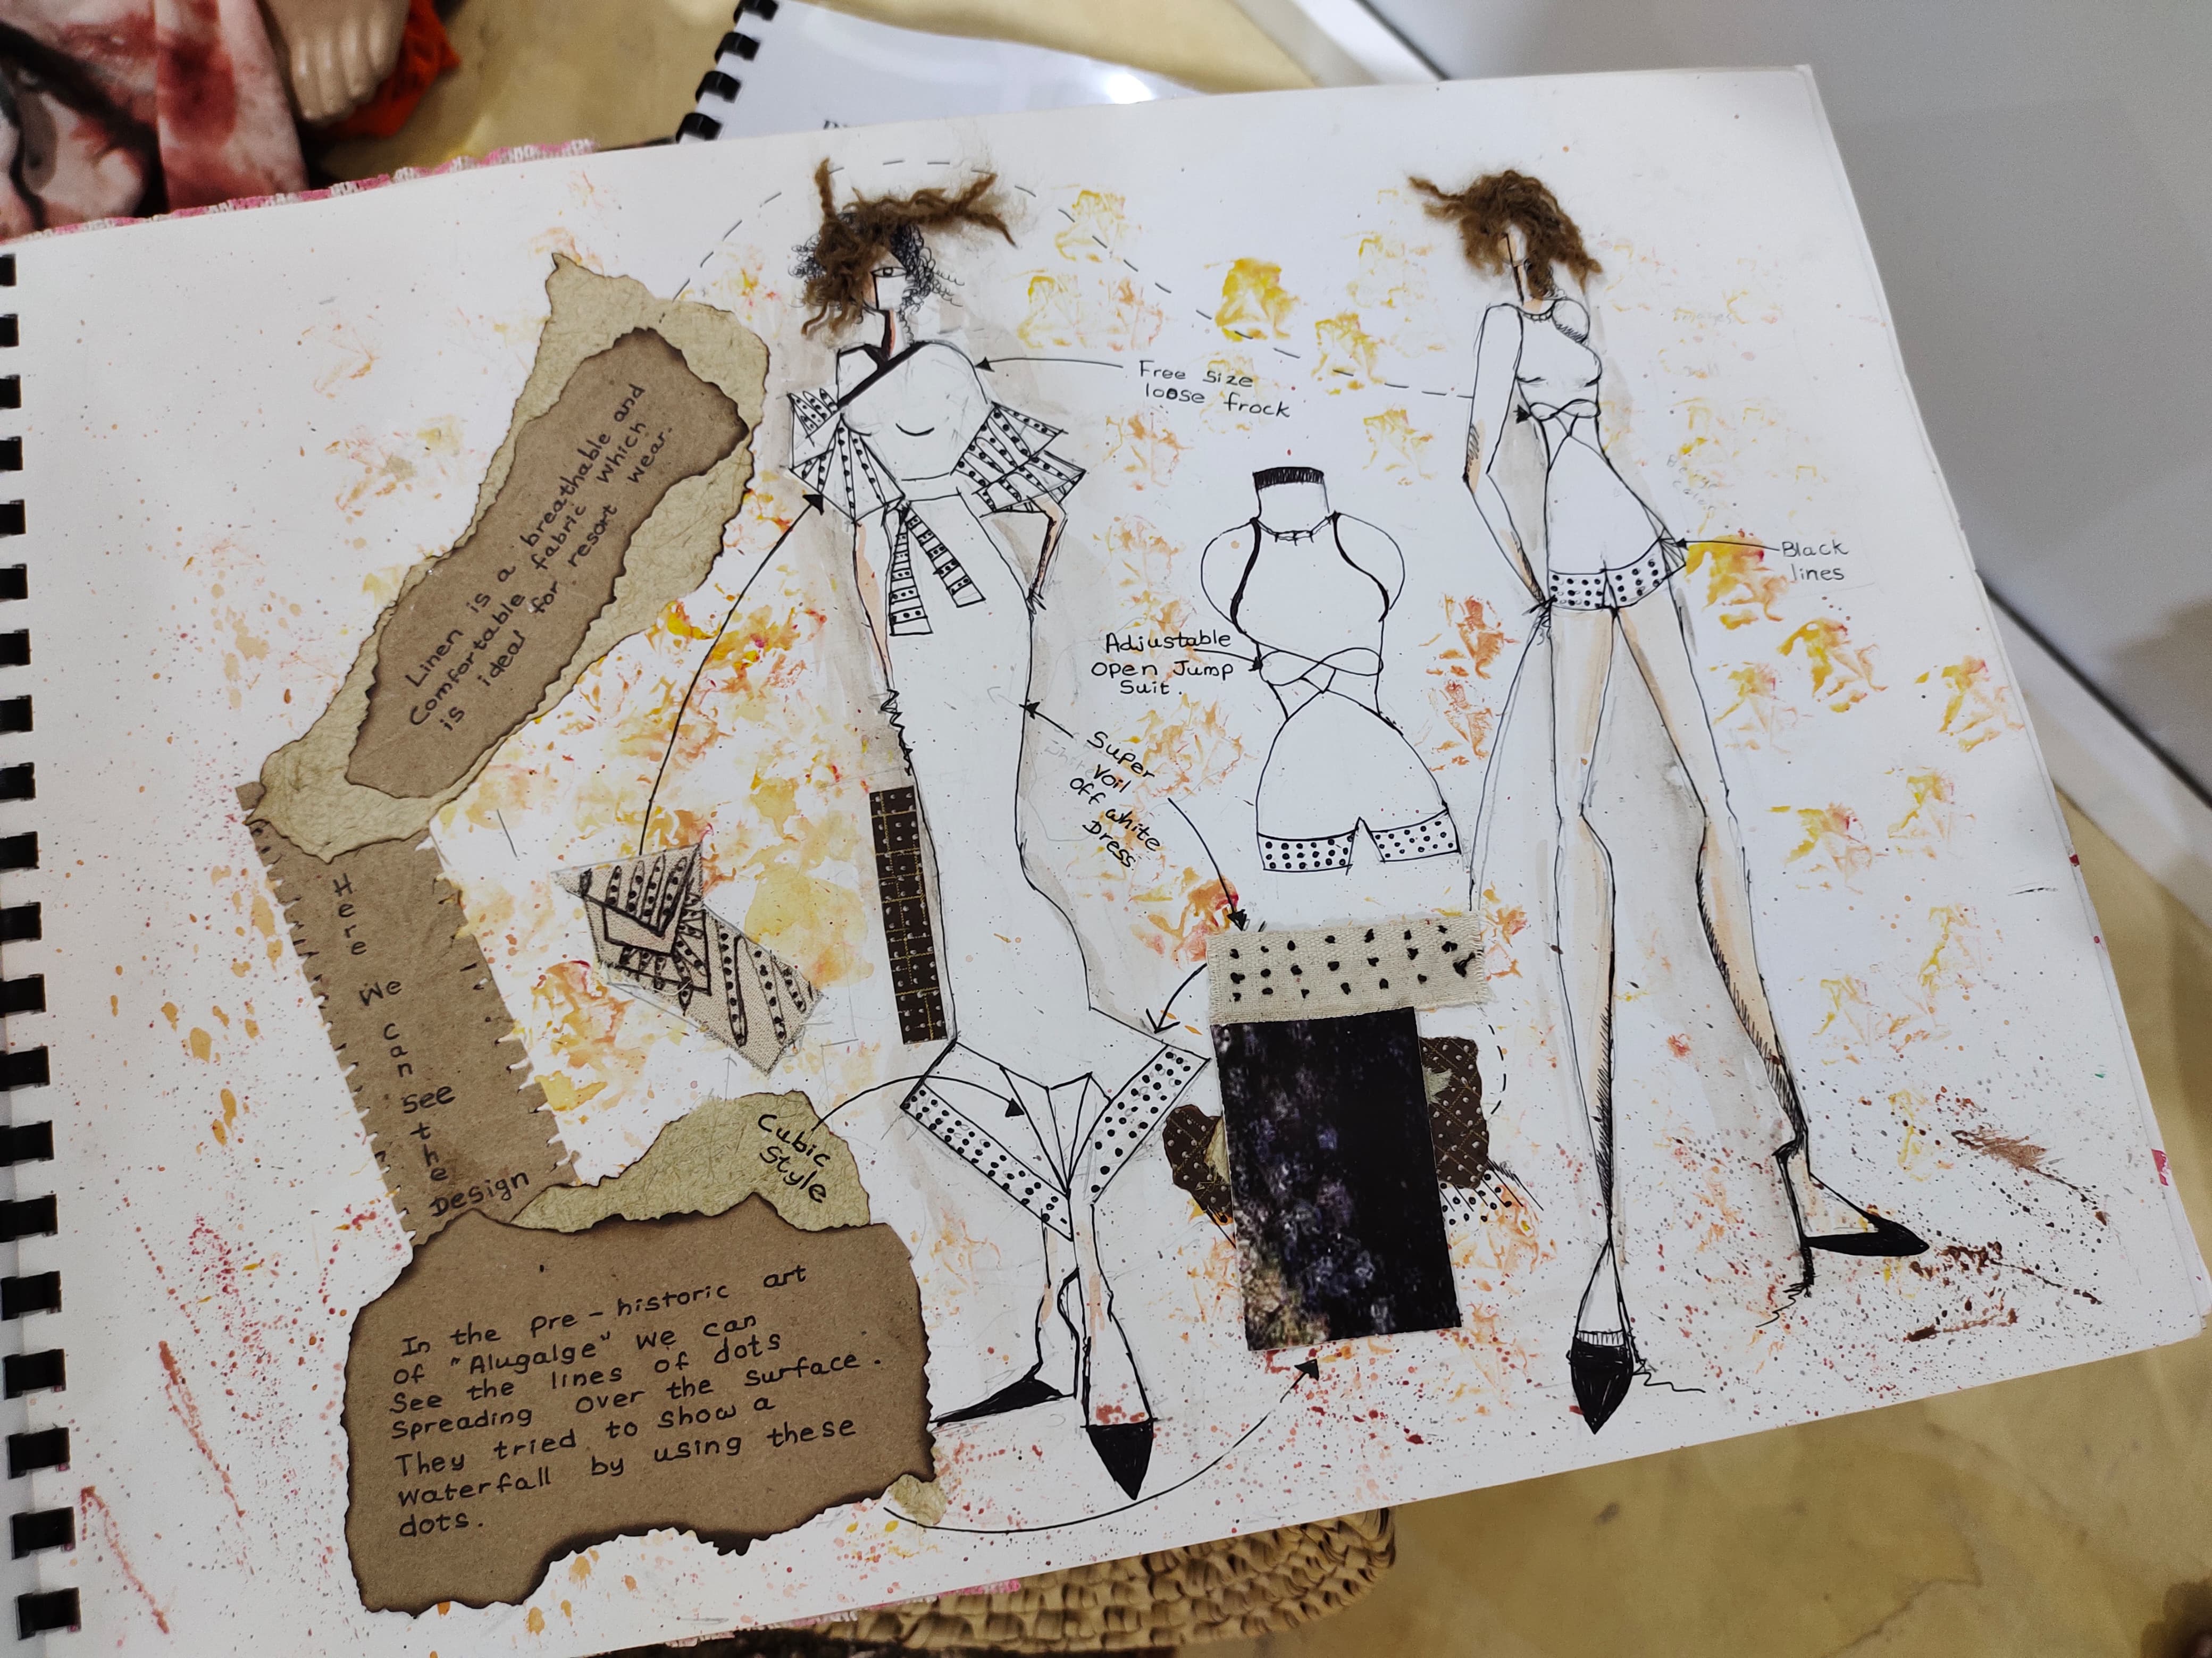 Linen is a breathable and
Comfortable fabric which
is ideal for resort wear.
Here We can see the Design
Cubic
Style
In the pre-historic art
of "Alugalge" We can
See the lines of dots
Spreading over the surface.
They tried to show a
Waterfall by using these
dots.
Free size
loose frock
Adjustable
Open Jump
Suit.
Super
Voil
Off white
Dress
Black
lines